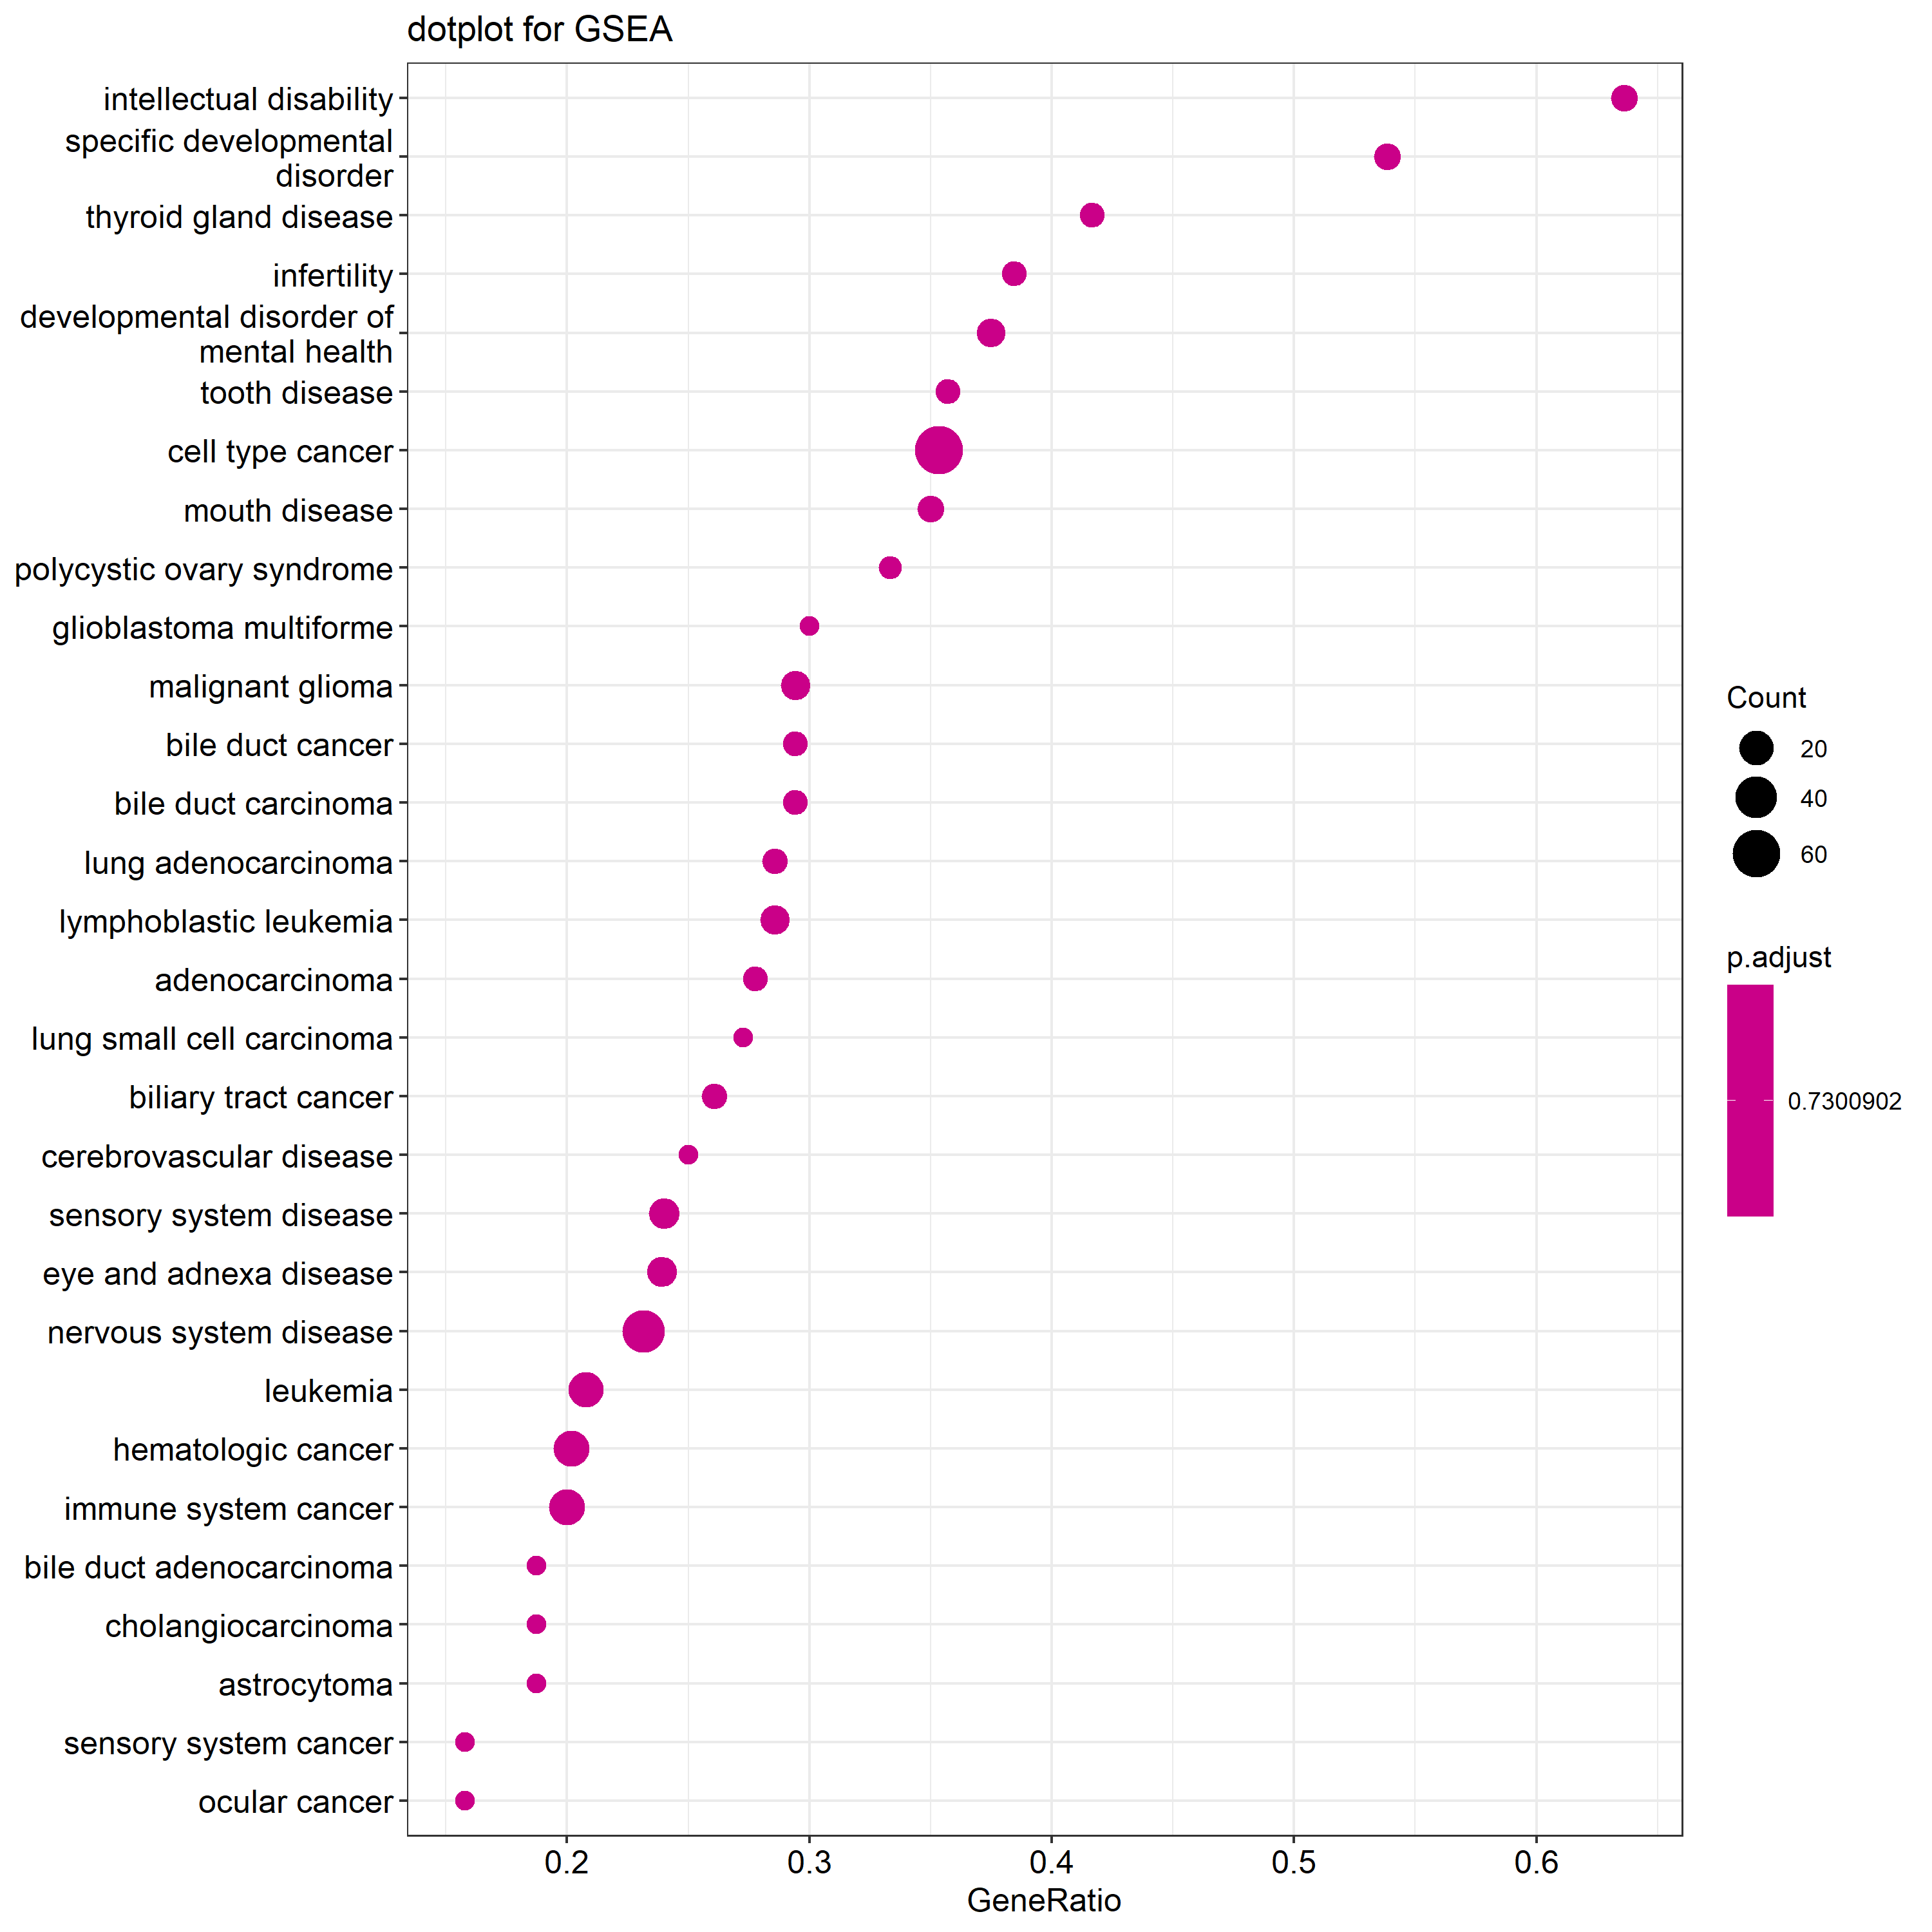 dotplot for GSEA
intellectual disability
specific developmental
disorder
thyroid gland disease
infertility
developmental disorder of
mental health
tooth disease
cell type cancer
mouth disease
polycystic ovary syndrome
glioblastoma multiforme
malignant glioma
bile duct cancer
bile duct carcinoma
lung adenocarcinoma
lymphoblastic leukemia
adenocarcinoma
lung small cell carcinoma
biliary tract cancer
cerebrovascular disease
sensory system disease
eye and adnexa disease
nervous system disease
leukemia
hematologic cancer
immune system cancer
bile duct adenocarcinoma
cholangiocarcinoma
astrocytoma
sensory system cancer
ocular cancer
0.2 0.3 0.4 0.5 0.6
GeneRatio
Count
20
40
60
p.adjust
0.7300902